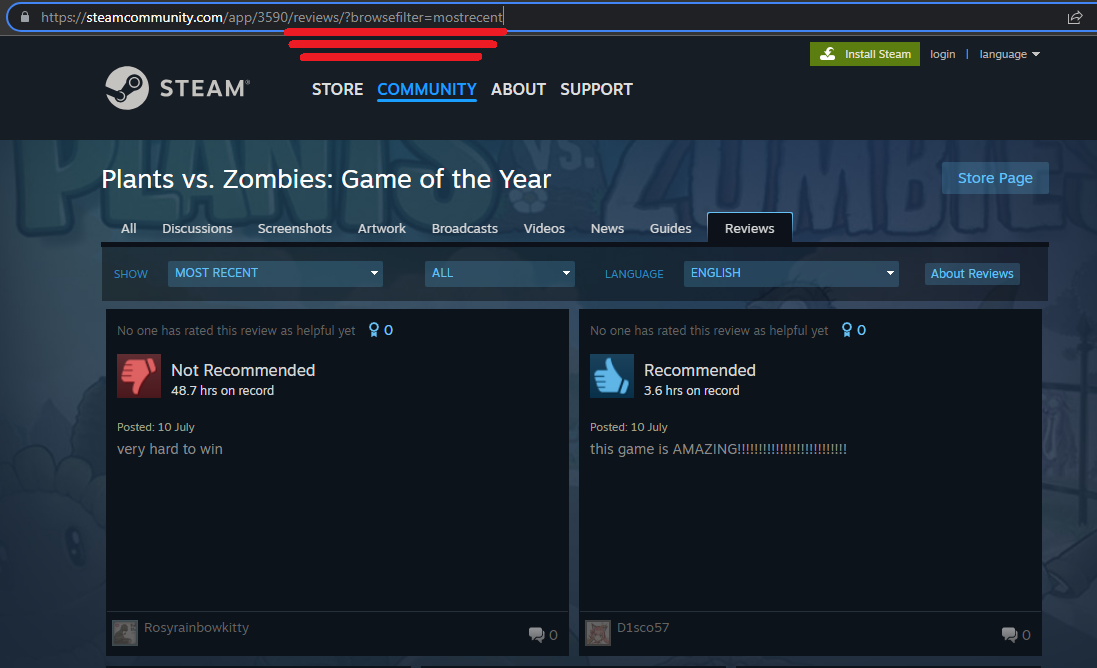 https://steamcommunity.com/app/3590/reviews/?browsefilter=mostrecent
Install Steam login | language
STEAM®
STORE COMMUNITY ABOUT SUPPORT
PLANTS VS. ZOMBIES
Plants vs. Zombies: Game of the Year
Store Page
All Discussions Screenshots Artwork Broadcasts Videos News Guides Reviews
SHOW MOST RECENT ALL LANGUAGE ENGLISH About Reviews
No one has rated this review as helpful yet 0
Not Recommended
48.7 hrs on record
Posted: 10 July
very hard to win
Rosyrainbowkitty
0
No one has rated this review as helpful yet 0
Recommended
3.6 hrs on record
Posted: 10 July
this game is AMAZING!!!!!!!!!!!!!!!!!!!!!!!!!!
D1sco57
0